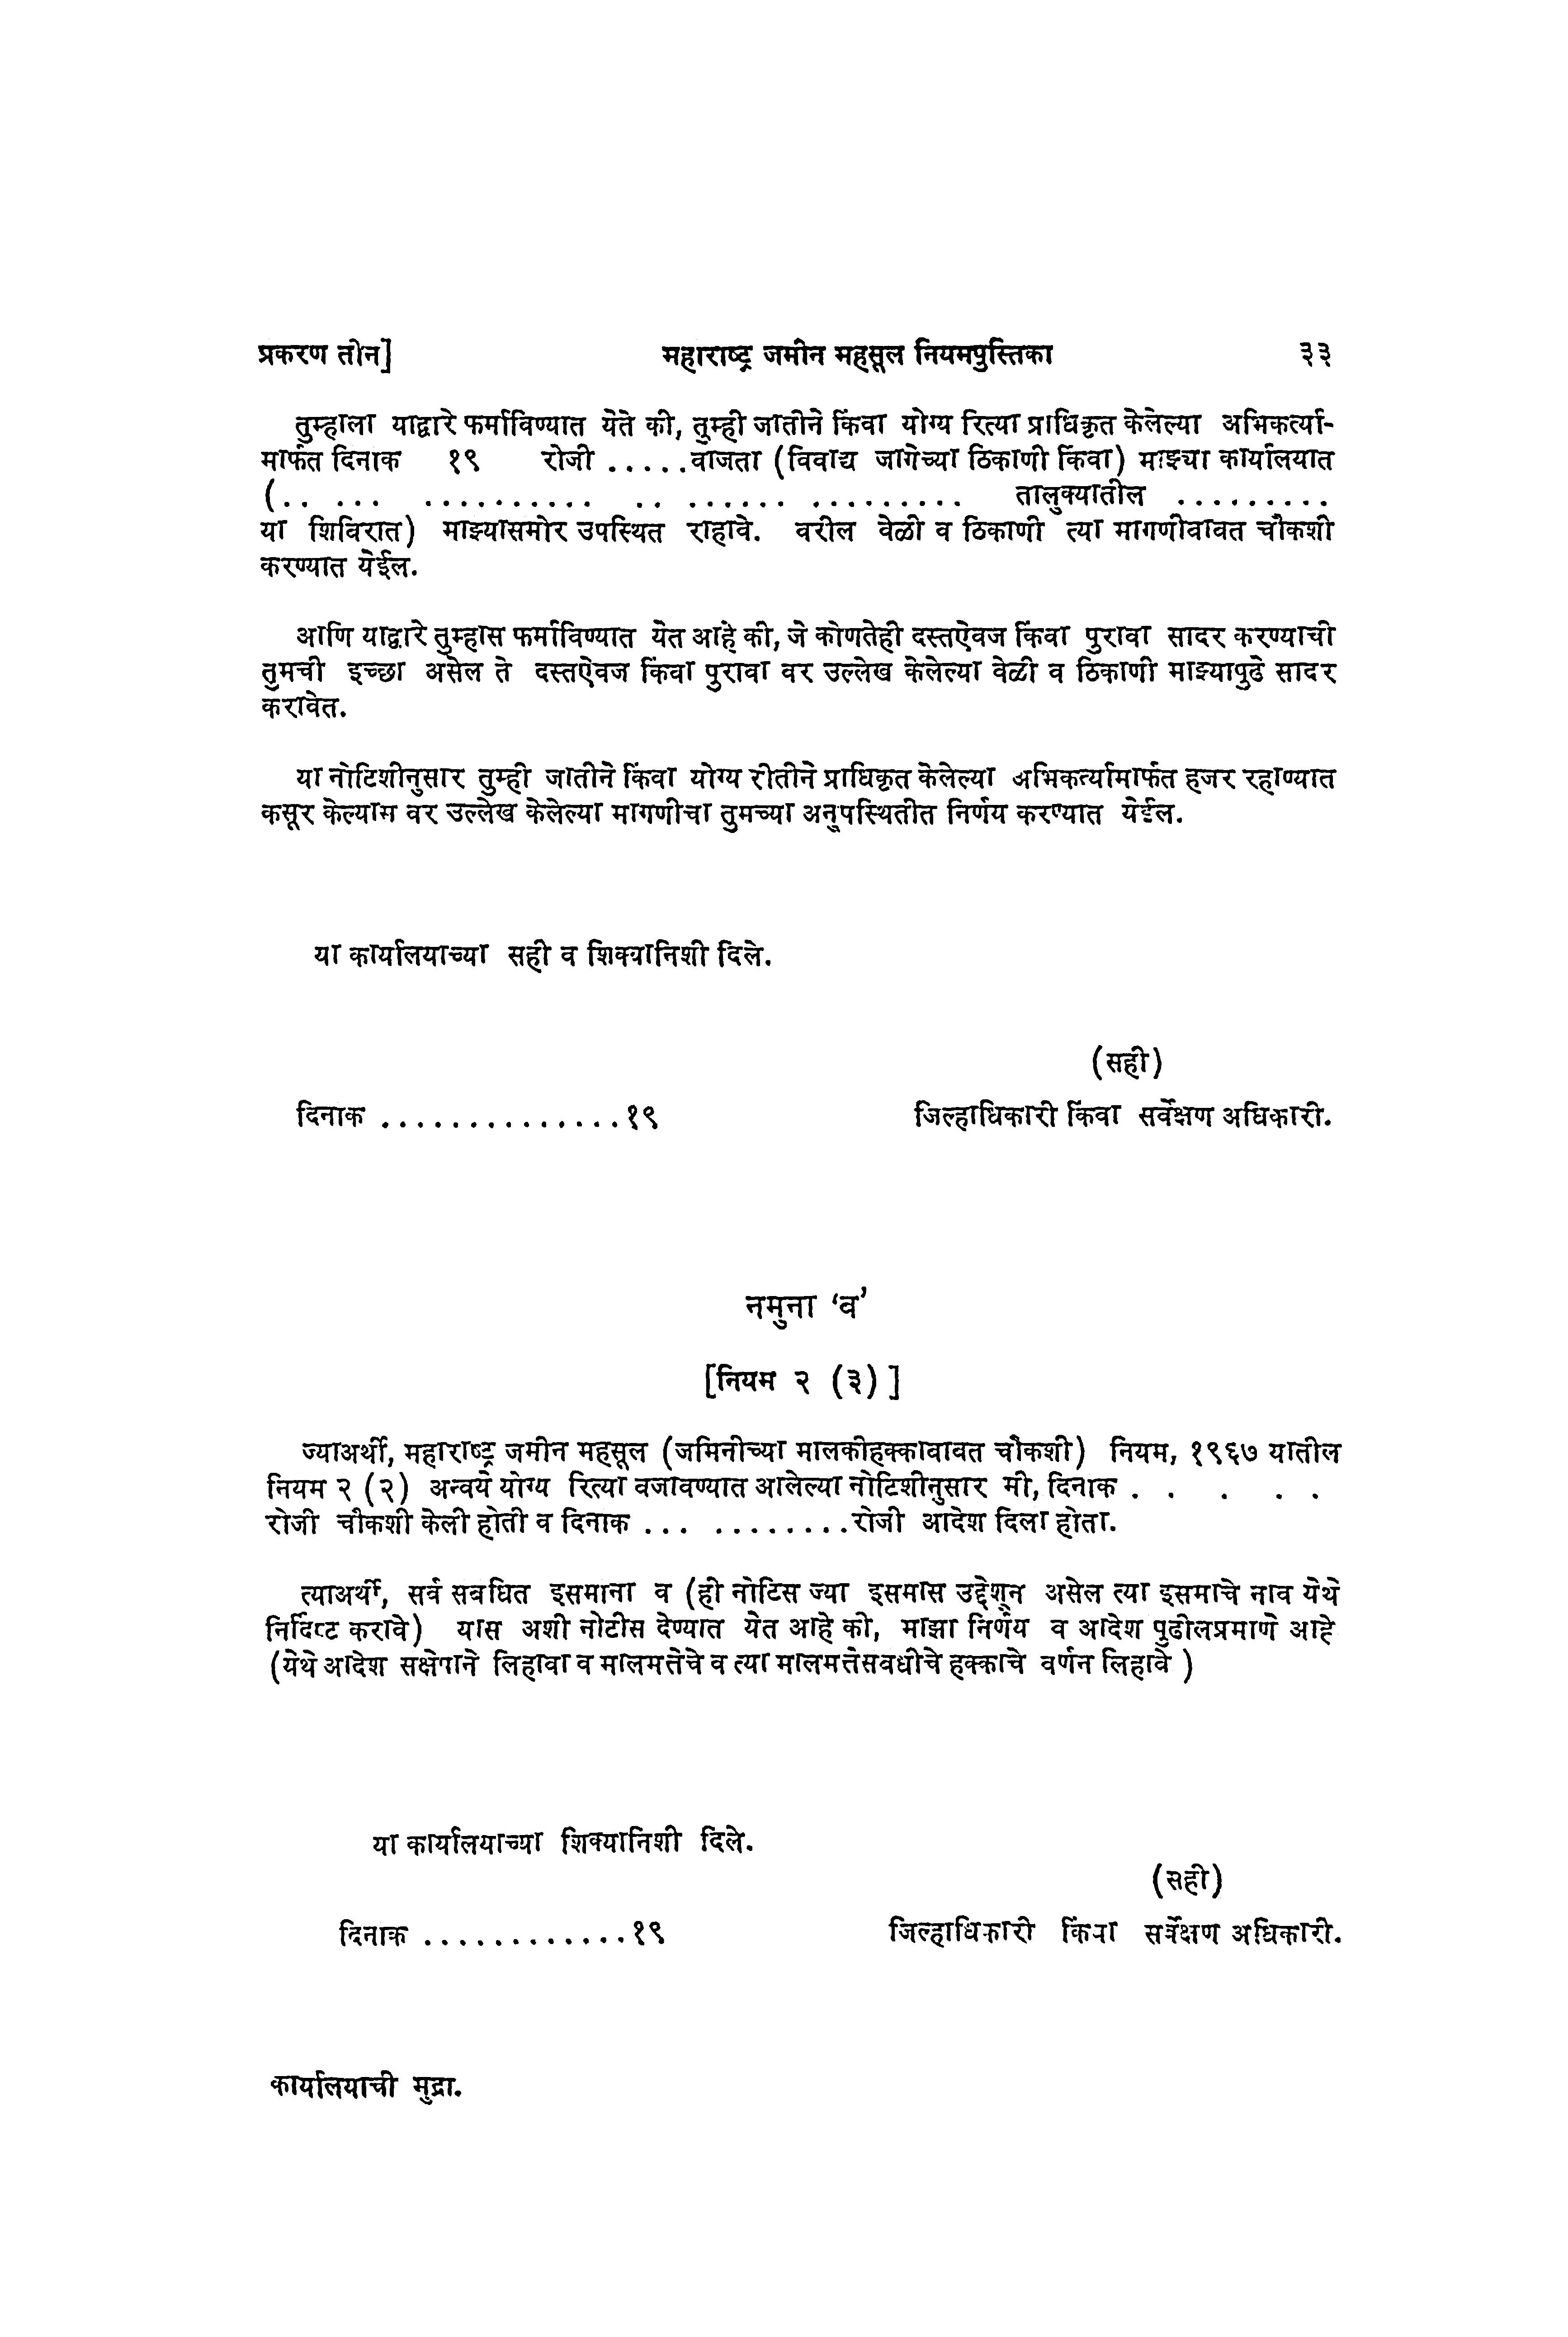 प्रकरण तीन] महाराष्ट्र जमीन महसूल नियमपुस्तिका ३३
तुम्हाला याद्वारे फर्माविण्यात येते की, तुम्ही जातीने किंवा योग्य रित्या प्राधिकृत केलेल्या अभिकर्त्या-
मार्फत दिनाक १९ रोजी .....वाजता (विवाद्य जागेच्या ठिकाणी किंवा) माझ्या कार्यालयात
(.. ... .......... .. ...... ......... तालुक्यातील .........
या शिविरात) माझ्यासमोर उपस्थित राहावे. वरील वेळी व ठिकाणी त्या मागणीवावत चौकशी
करण्यात येईल.
आणि याद्वारे तुम्हास फर्माविण्यात येत आहे की, जे कोणतेही दस्तऐवज किंवा पुरावा सादर करण्याची
तुमची इच्छा असेल ते दस्तऐवज किंवा पुरावा वर उल्लेख केलेल्या वेळी व ठिकाणी माझ्यापुढे सादर
करावेत.
या नोटिशीनुसार तुम्ही जातीने किंवा योग्य रीतीने प्राधिकृत केलेल्या अभिकर्त्यामार्फत हजर रहाण्यात
कसूर केल्यास वर उल्लेख केलेल्या मागणीचा तुमच्या अनुपस्थितीत निर्णय करण्यात येईल.
या कार्यालयाच्या सही व शिक्यानिशी दिले.
(सही)
दिनाक ..............१९ जिल्हाधिकारी किंवा सर्वेक्षण अधिकारी.
नमुना ‘व’
[नियम २ (३) ]
ज्याअर्थी, महाराष्ट्र जमीन महसूल (जमिनीच्या मालकीहक्कावावत चौकशी) नियम, १९६७ यातील
नियम २ (२) अन्वये योग्य रित्या वजावण्यात आलेल्या नोटिशीनुसार मी, दिनाक . . . . .
रोजी चौकशी केली होती व दिनाक ... ........रोजी आदेश दिला होता.
त्याअर्थी, सर्व सवधित इसमाना व (ही नोटिस ज्या इसमास उद्देशून असेल त्या इसमाचे नाव येथे
निर्दिष्ट करावे) यास अशी नोटीस देण्यात येत आहे की, माझा निर्णय व आदेश पुढीलप्रमाणे आहे
(येथे आदेश सक्षेपाने लिहावा व मालमत्तेचे व त्या मालमत्तेसवधीचे हक्काचे वर्णन लिहावे )
या कार्यालयाच्या शिक्यानिशी दिले.
(सही)
दिनाक ............१९ जिल्हाधिकारी किंवा सर्वेक्षण अधिकारी.
कार्यालयाची मुद्रा.